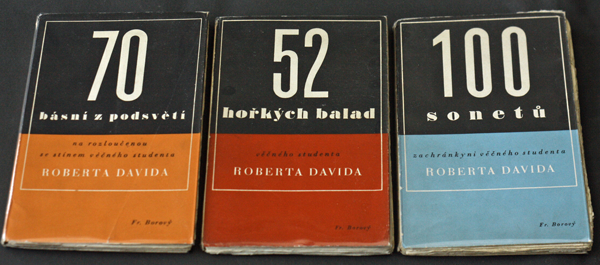 70
básní z podsvětí
na rozloučenou
se stínem věčného studenta
ROBERTA DAVIDA
Fr. Borový
52
hořkých balad
věčného studenta
ROBERTA DAVIDA
Fr. Borový
100
sonetů
zachránkyni věčného studenta
ROBERTA DAVIDA
Fr. Borový